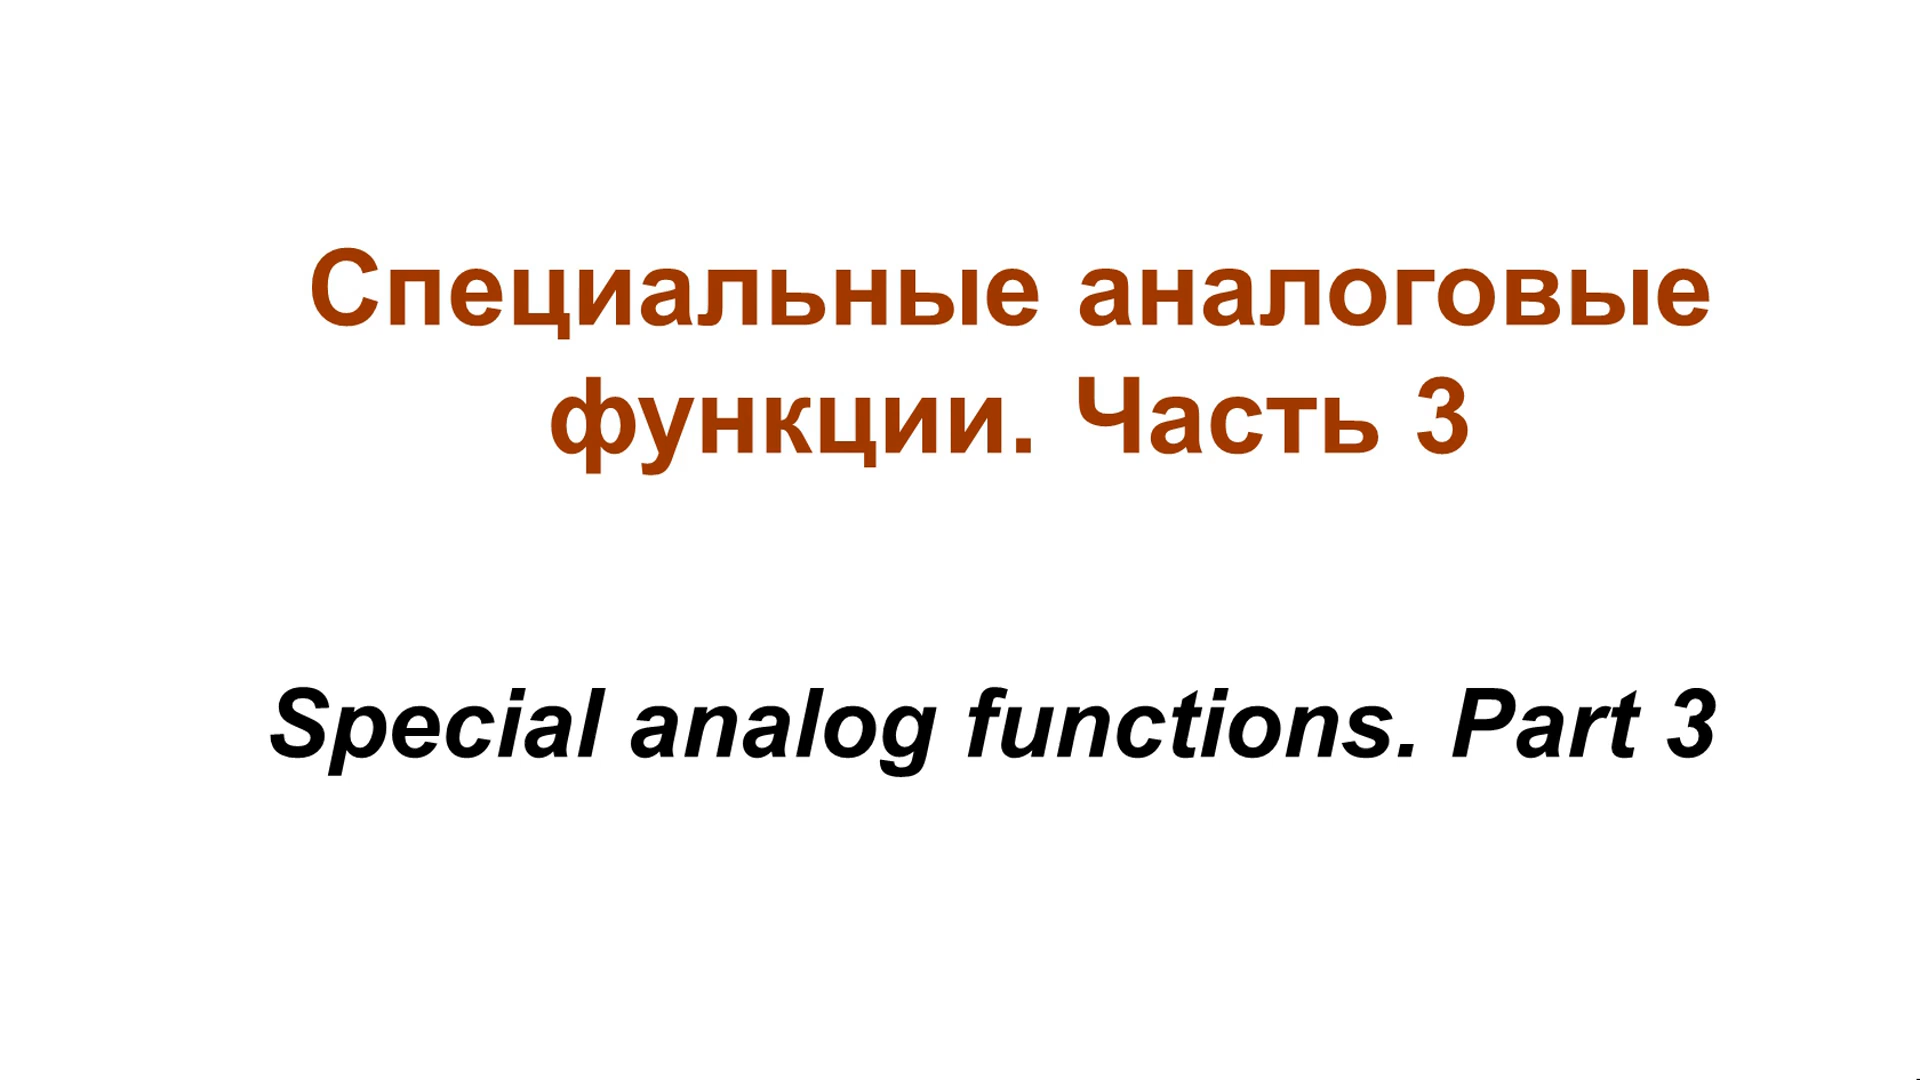 Специальные аналоговые
функции. Часть 3
Special analog functions. Part 3